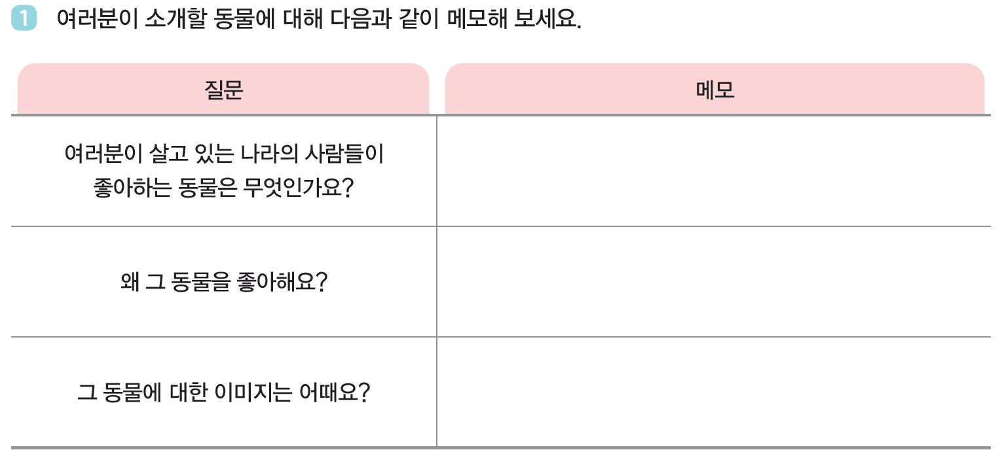 1 여러분이 소개할 동물에 대해 다음과 같이 메모해 보세요.
질문
메모
여러분이 살고 있는 나라의 사람들이
좋아하는 동물은 무엇인가요?
왜 그 동물을 좋아해요?
그 동물에 대한 이미지는 어때요?